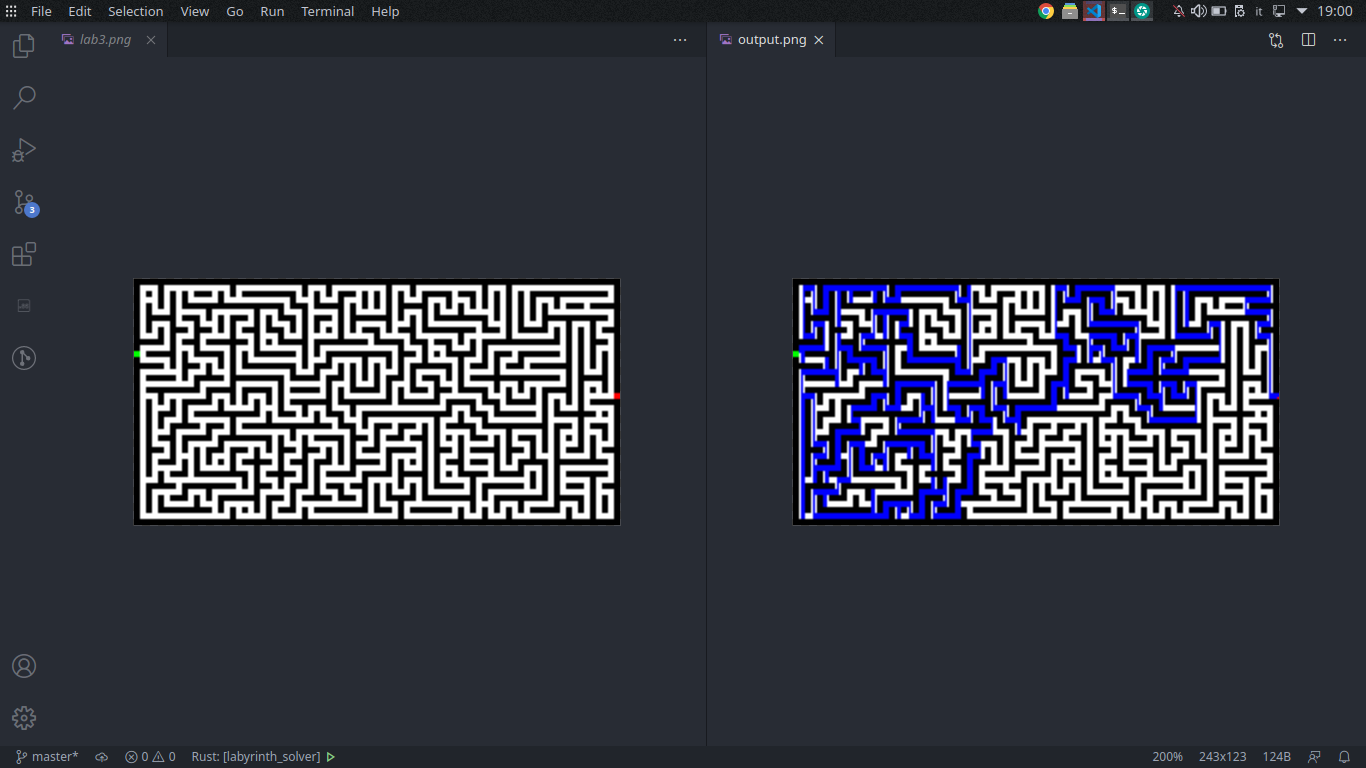 File Edit Selection View Go Run Terminal Help it 19:00
lab3.png output.png
3
master* 0 0 Rust: [labyrinth_solver] 200% 243x123 124B